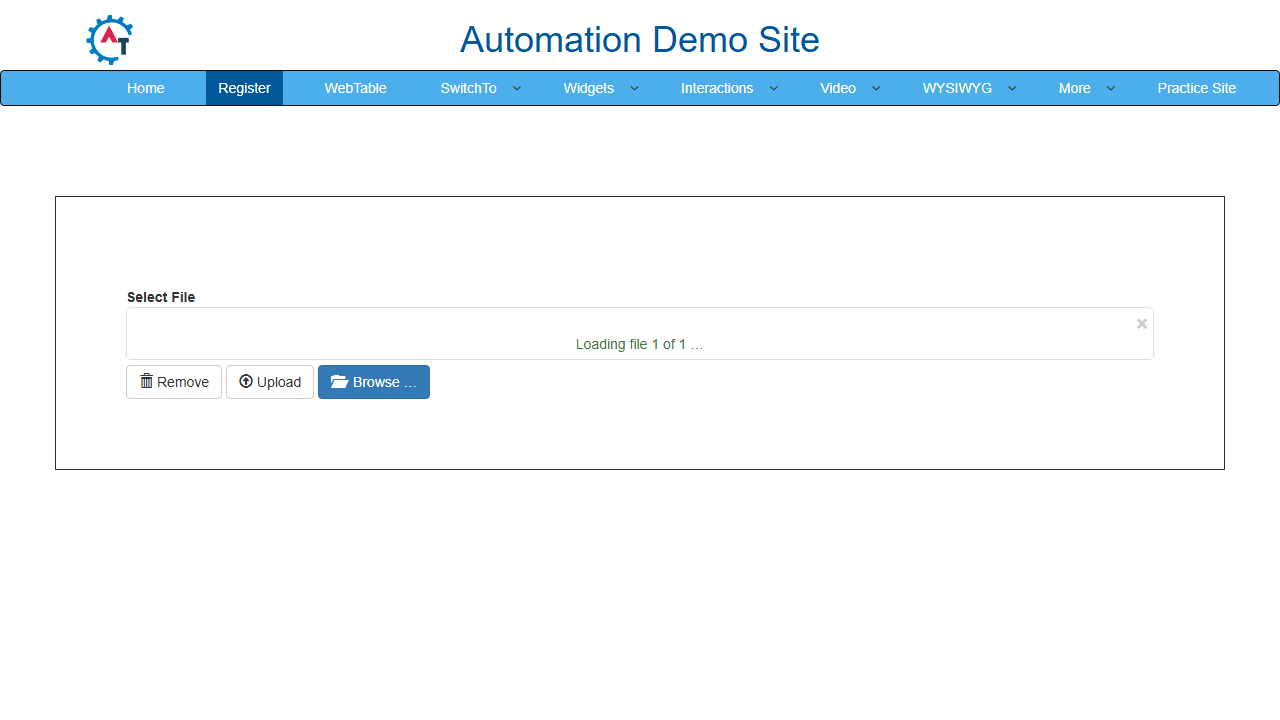 AT
Automation Demo Site
Home Register WebTable SwitchTo Widgets Interactions Video WYSIWYG More Practice Site
Select File
×
Loading file 1 of 1 …
Remove Upload Browse …